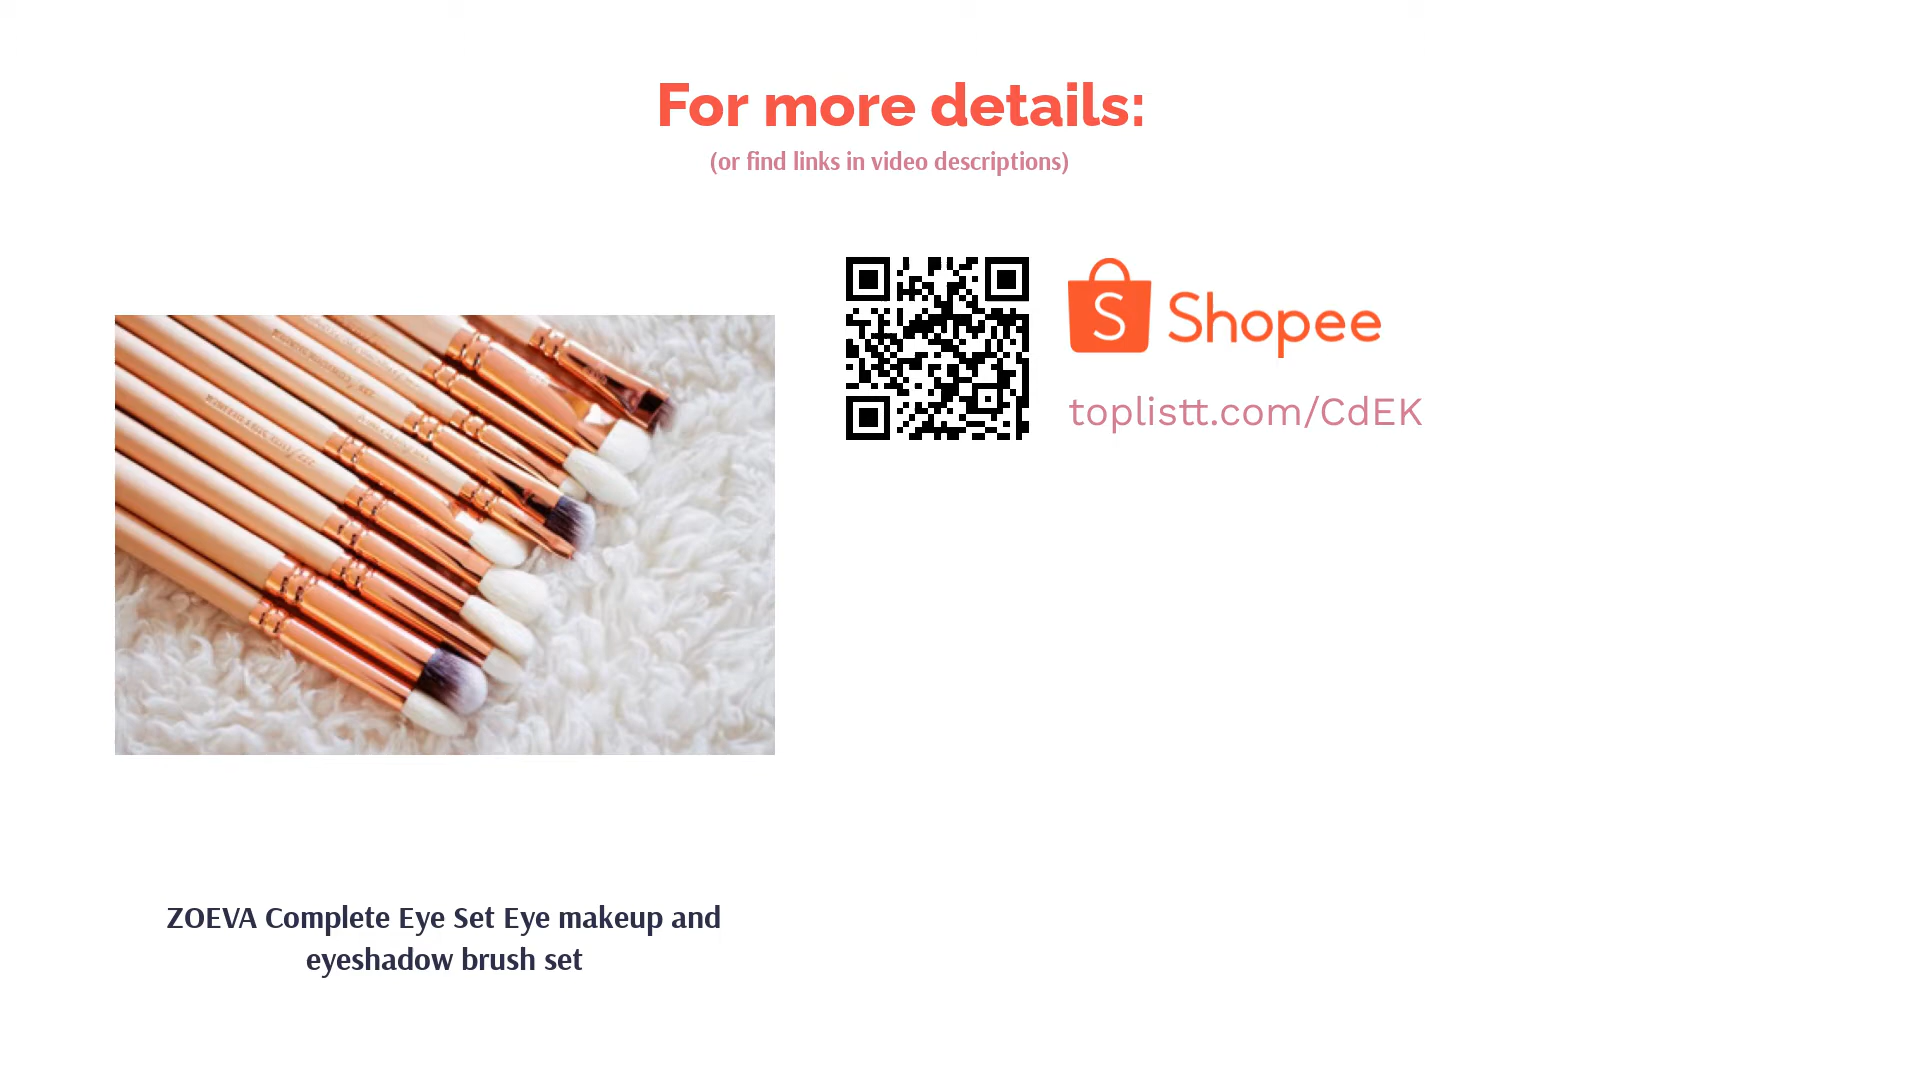 For more details:
(or find links in video descriptions)
S Shopee
toplistt.com/CdEK
ZOEVA Complete Eye Set Eye makeup and
eyeshadow brush set